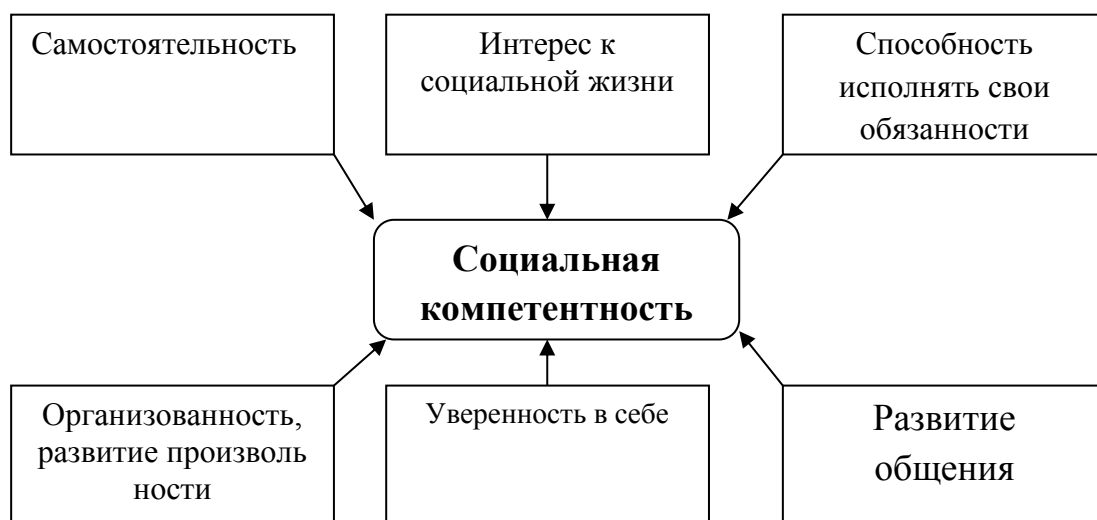 Самостоятельность
Интерес к
социальной жизни
Способность
исполнять свои
обязанности
Социальная
компетентность
Организованность,
развитие произволь
ности
Уверенность в себе
Развитие
общения